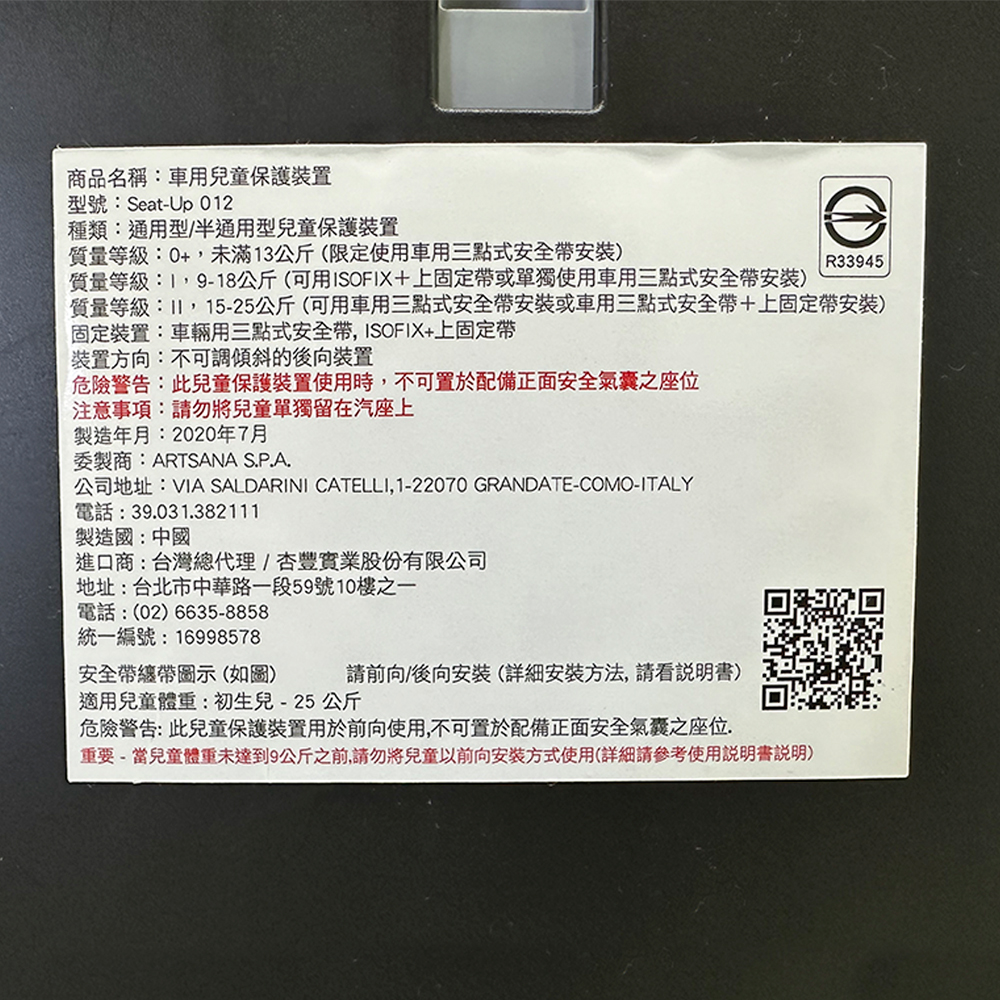 商品名稱：車用兒童保護裝置
型號：Seat-Up 012
種類：通用型/半通用型兒童保護裝置
質量等級：0+，未滿13公斤 (限定使用車用三點式安全帶安裝)
質量等級：I，9-18公斤 (可用ISOFIX＋上固定帶或單獨使用車用三點式安全帶安裝)
質量等級：II，15-25公斤 (可用車用三點式安全帶安裝或車用三點式安全帶＋上固定帶安裝)
固定裝置：車輛用三點式安全帶, ISOFIX+上固定帶
裝置方向：不可調傾斜的後向裝置
危險警告：此兒童保護裝置使用時，不可置於配備正面安全氣囊之座位
注意事項：請勿將兒童單獨留在汽座上
製造年月：2020年7月
委製商：ARTSANA S.P.A.
公司地址：VIA SALDARINI CATELLI,1-22070 GRANDATE-COMO-ITALY
電話：39.031.382111
製造國：中國
進口商：台灣總代理 / 杏豐實業股份有限公司
地址：台北市中華路一段59號10樓之一
電話：(02) 6635-8858
統一編號：16998578
R33945
安全帶纏帶圖示 (如圖) 請前向/後向安裝 (詳細安裝方法, 請看説明書)
適用兒童體重：初生兒 - 25 公斤
危險警告: 此兒童保護裝置用於前向使用,不可置於配備正面安全氣囊之座位.
重要 - 當兒童體重未達到9公斤之前,請勿將兒童以前向安裝方式使用(詳細請參考使用説明書説明)